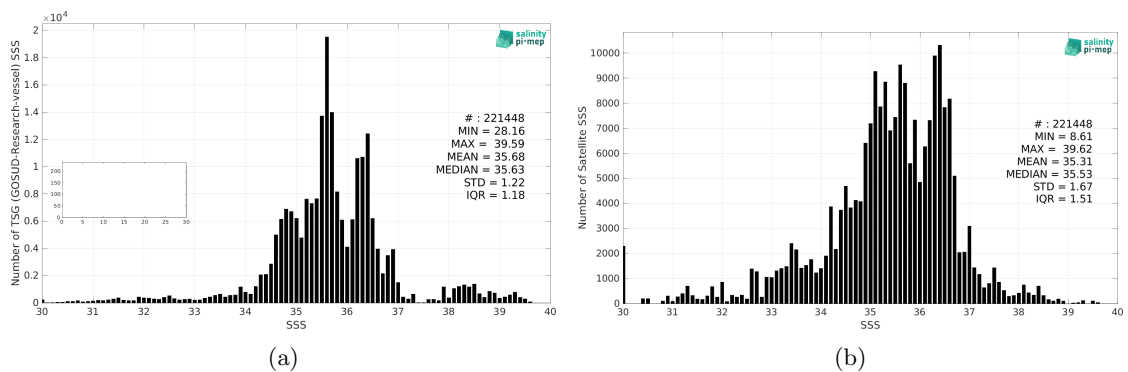 ×10⁴
2
1.8
1.6
1.4
1.2
1
0.8
0.6
0.4
0.2
0
Number of TSG (GOSUD-Research-vessel) SSS
salinity
pi-mep
# : 221448
MIN = 28.16
MAX = 39.59
MEAN = 35.68
MEDIAN = 35.63
STD = 1.22
IQR = 1.18
200
150
100
50
0
0 5 10 15 20 25 30
30 31 32 33 34 35 36 37 38 39 40
SSS
(a)
10000
9000
8000
7000
6000
5000
4000
3000
2000
1000
0
Number of Satellite SSS
salinity
pi-mep
# : 221448
MIN = 8.61
MAX = 39.62
MEAN = 35.31
MEDIAN = 35.53
STD = 1.67
IQR = 1.51
30 31 32 33 34 35 36 37 38 39 40
SSS
(b)